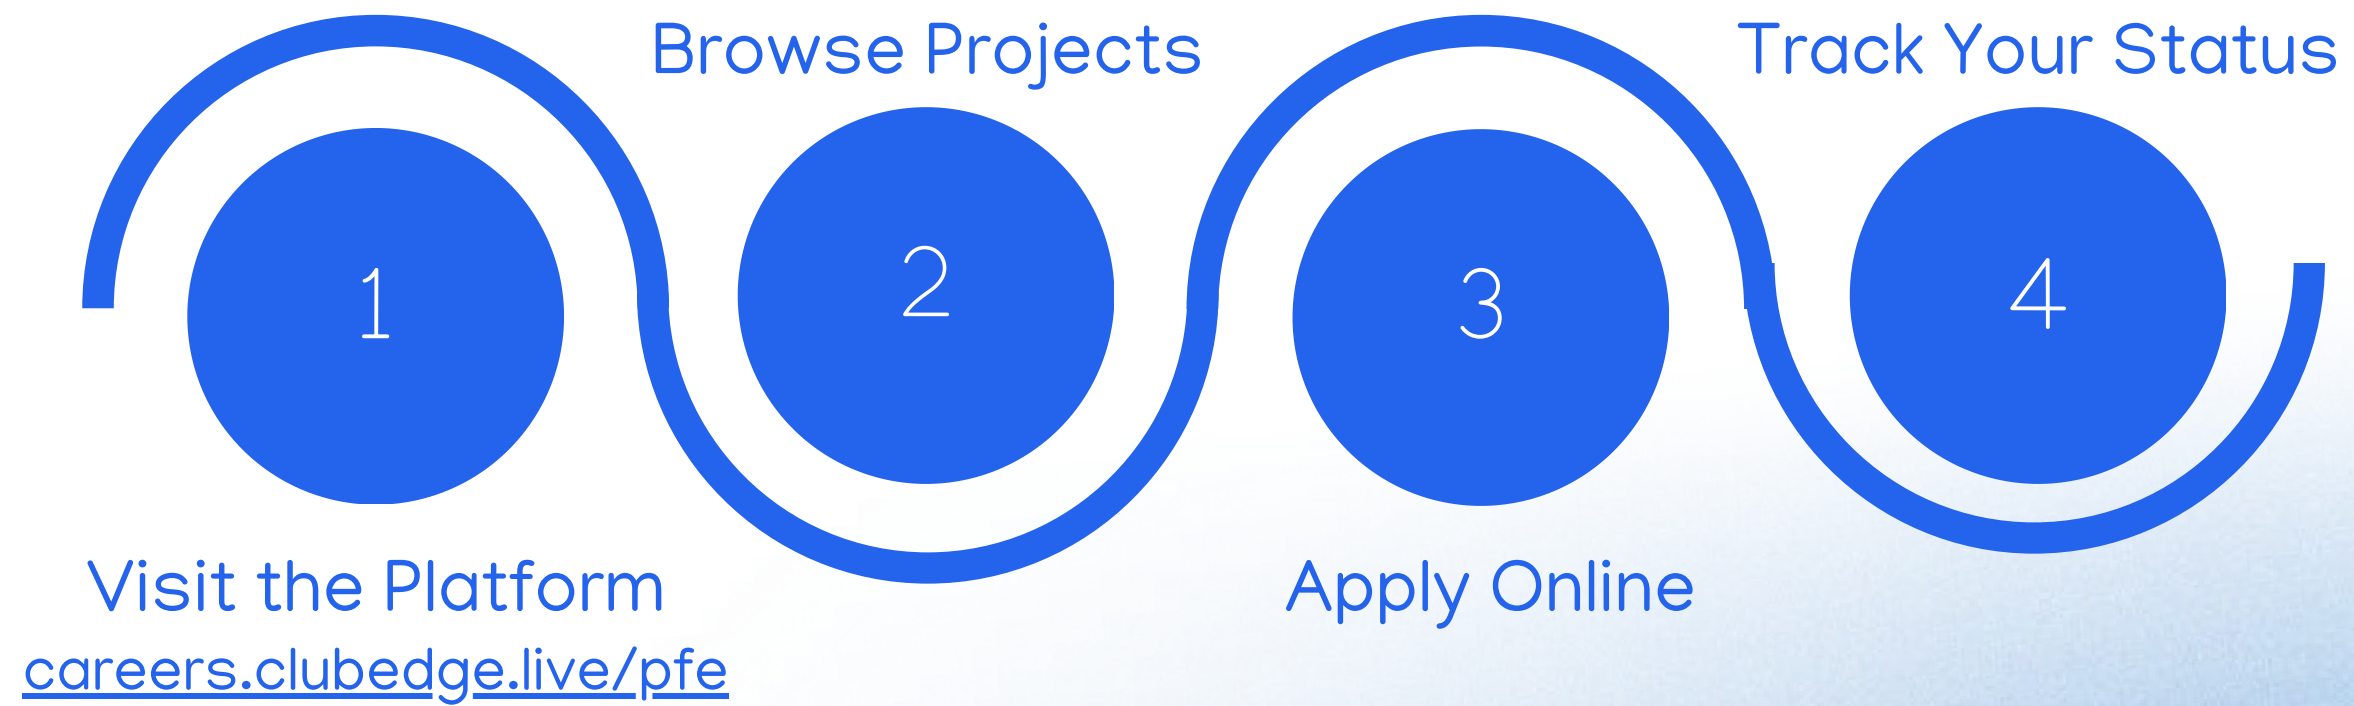 1
Visit the Platform
careers.clubedge.live/pfe
Browse Projects
2
3
Apply Online
Track Your Status
4